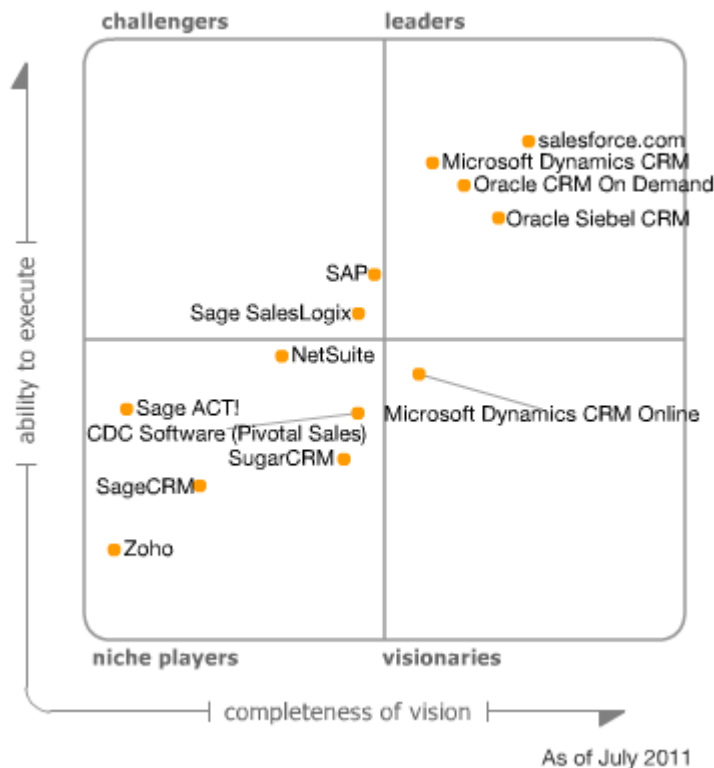 challengers
leaders
salesforce.com
Microsoft Dynamics CRM
Oracle CRM On Demand
Oracle Siebel CRM
SAP
Sage SalesLogix
ability to execute
NetSuite
Sage ACT!
Microsoft Dynamics CRM Online
CDC Software (Pivotal Sales)
SugarCRM
SageCRM
Zoho
niche players
visionaries
completeness of vision
As of July 2011